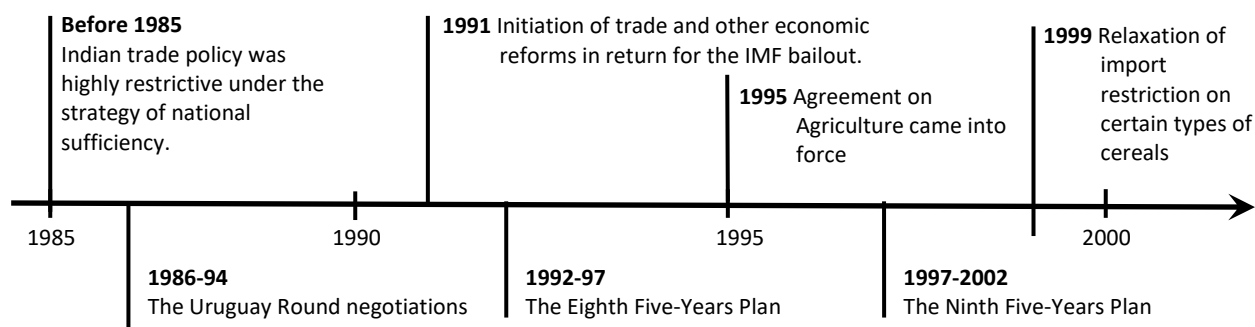 Before 1985
Indian trade policy was
highly restrictive under the
strategy of national
sufficiency.
1991 Initiation of trade and other economic
reforms in return for the IMF bailout.
1995 Agreement on
Agriculture came into
force
1999 Relaxation of
import
restriction on
certain types of
cereals
1985
1990
1995
2000
1986-94
The Uruguay Round negotiations
1992-97
The Eighth Five-Years Plan
1997-2002
The Ninth Five-Years Plan